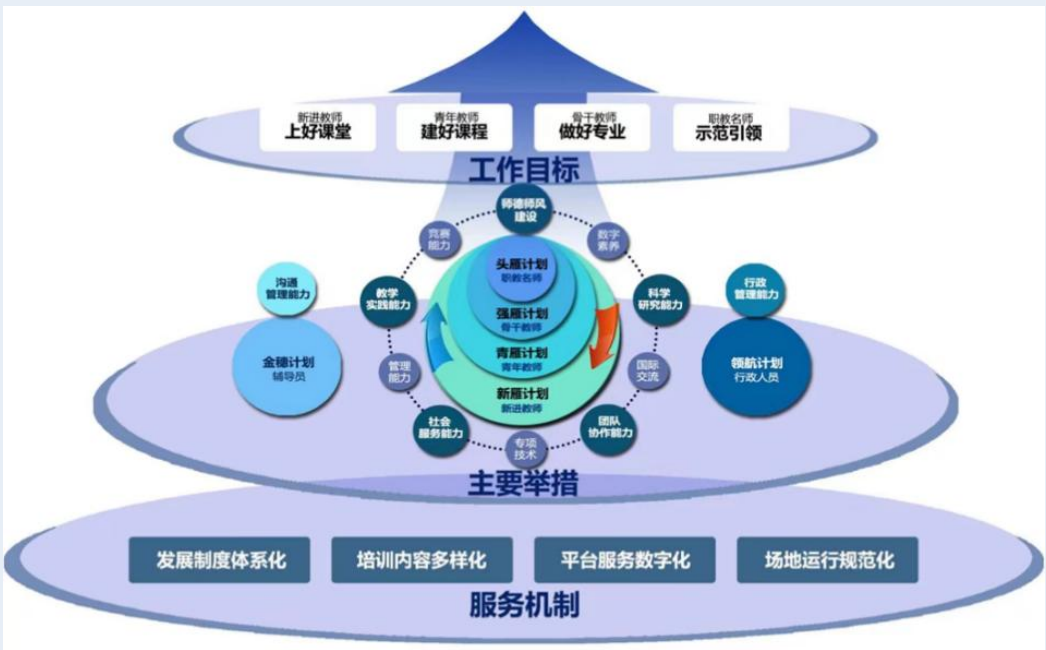 新进教师
上好课堂
青年教师
建好课程
骨干教师
做好专业
职教名师
示范引领
工作目标
师德师风
建设
竞赛
能力
数字
素养
头雁计划
职教名师
沟通
管理能力
教学
实践能力
科学
研究能力
行政
管理能力
强雁计划
骨干教师
金穗计划
辅导员
管理
能力
青雁计划
青年教师
国际
交流
领航计划
行政人员
新雁计划
新进教师
社会
服务能力
团队
协作能力
专项
技术
主要举措
发展制度体系化
培训内容多样化
平台服务数字化
场地运行规范化
服务机制